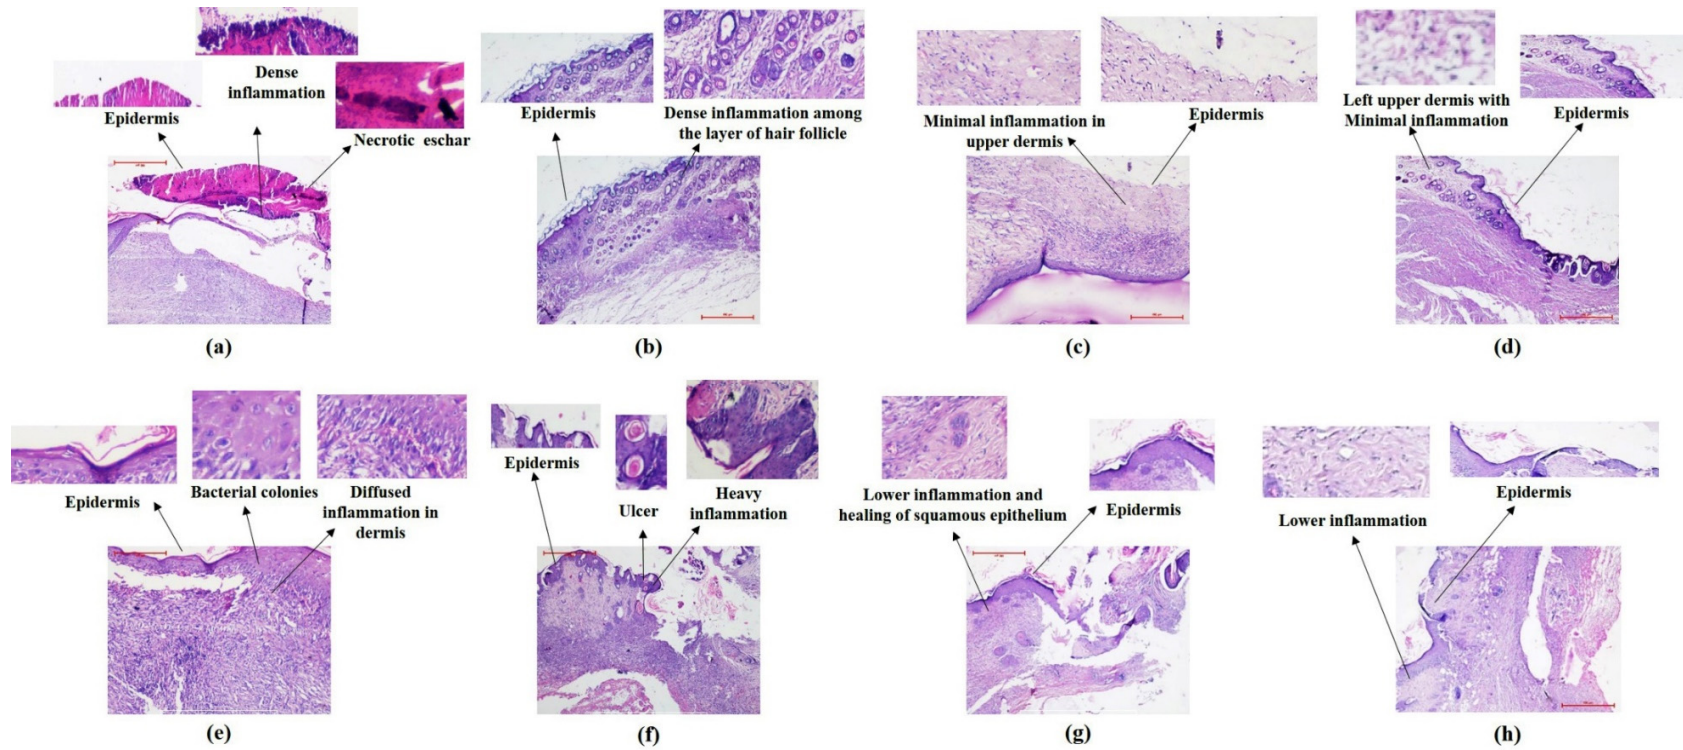 Dense
inflammation
Epidermis
Necrotic eschar
(a)
Epidermis
Dense inflammation among
the layer of hair follicle
(b)
Minimal inflammation in
upper dermis
Epidermis
(c)
Left upper dermis with
Minimal inflammation
Epidermis
(d)
Epidermis
Bacterial colonies
Diffused
inflammation in
dermis
(e)
Epidermis
Ulcer
Heavy
inflammation
(f)
Lower inflammation and
healing of squamous epithelium
Epidermis
(g)
Lower inflammation
Epidermis
(h)